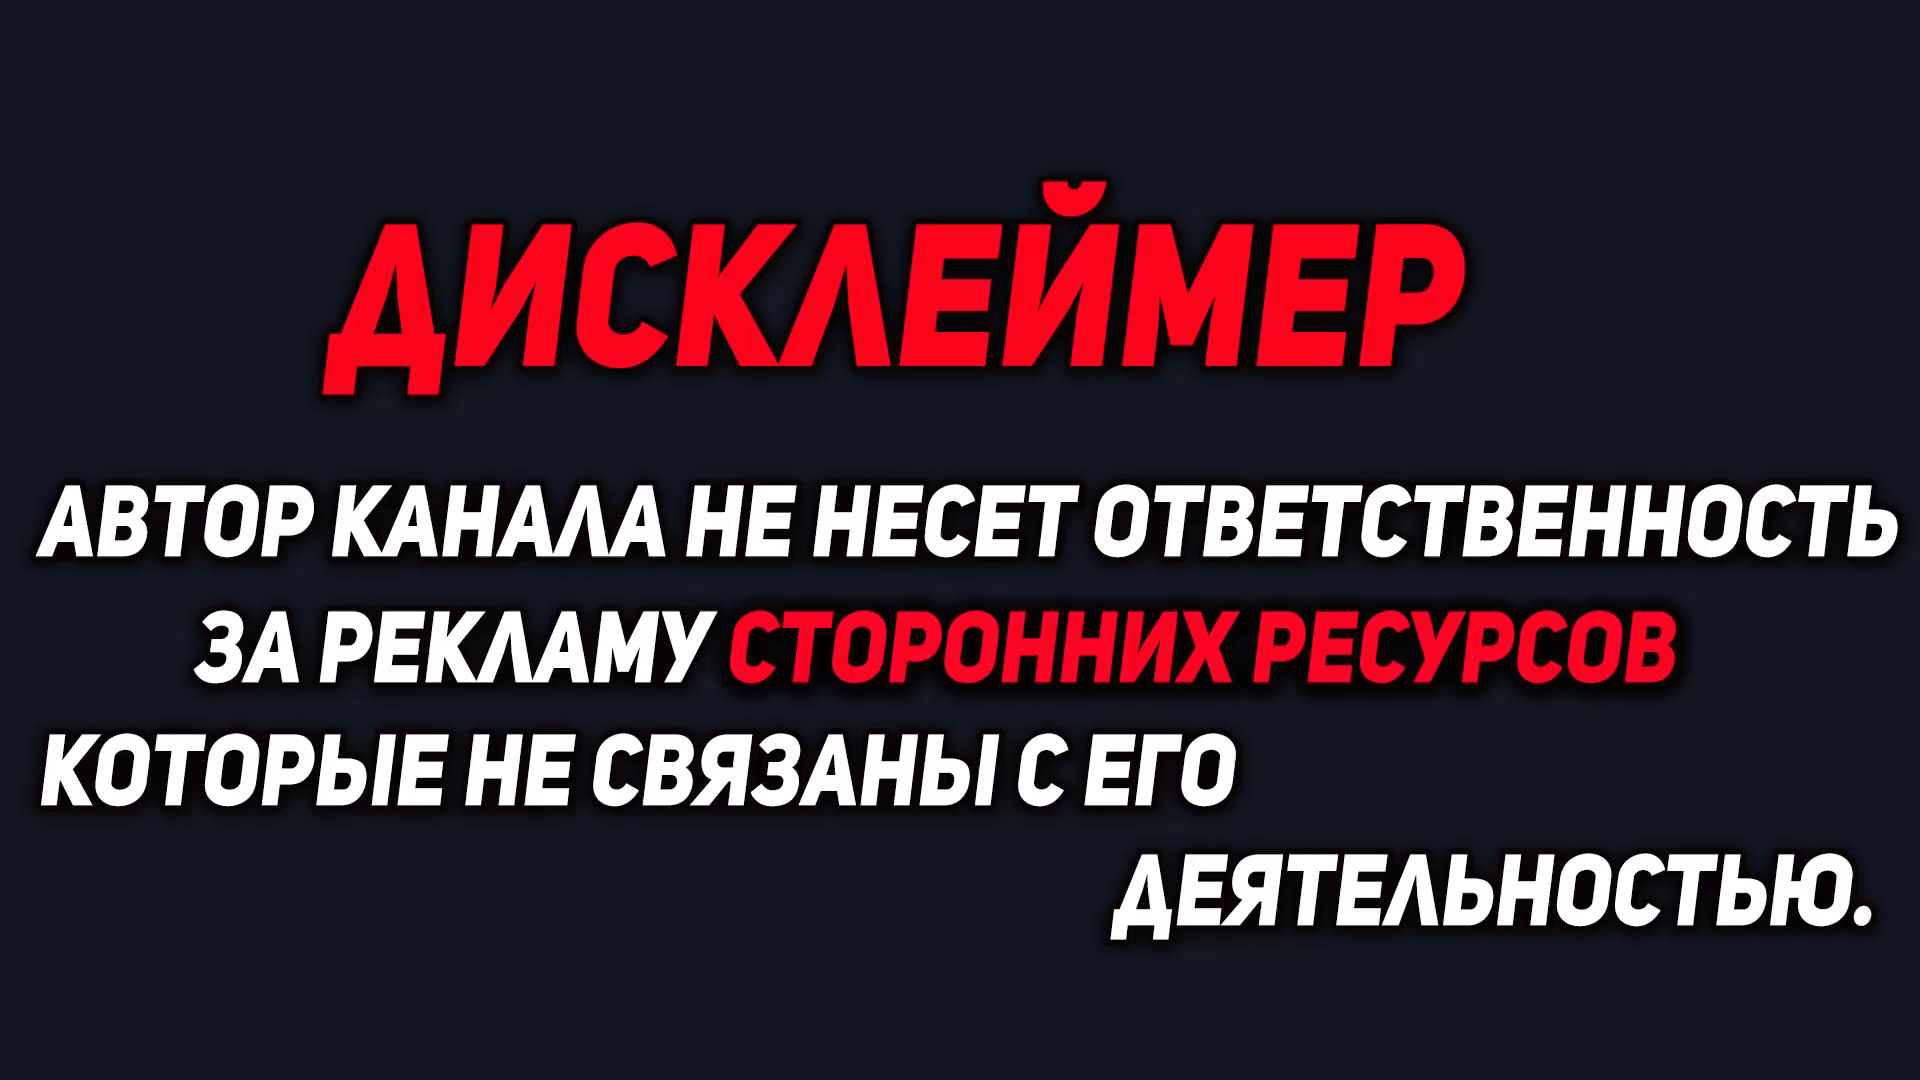 ДИСКЛЕЙМЕР
АВТОР КАНАЛА НЕ НЕСЕТ ОТВЕТСТВЕННОСТЬ
ЗА РЕКЛАМУ СТОРОННИХ РЕСУРСОВ
КОТОРЫЕ НЕ СВЯЗАНЫ С ЕГО
ДЕЯТЕЛЬНОСТЬЮ.